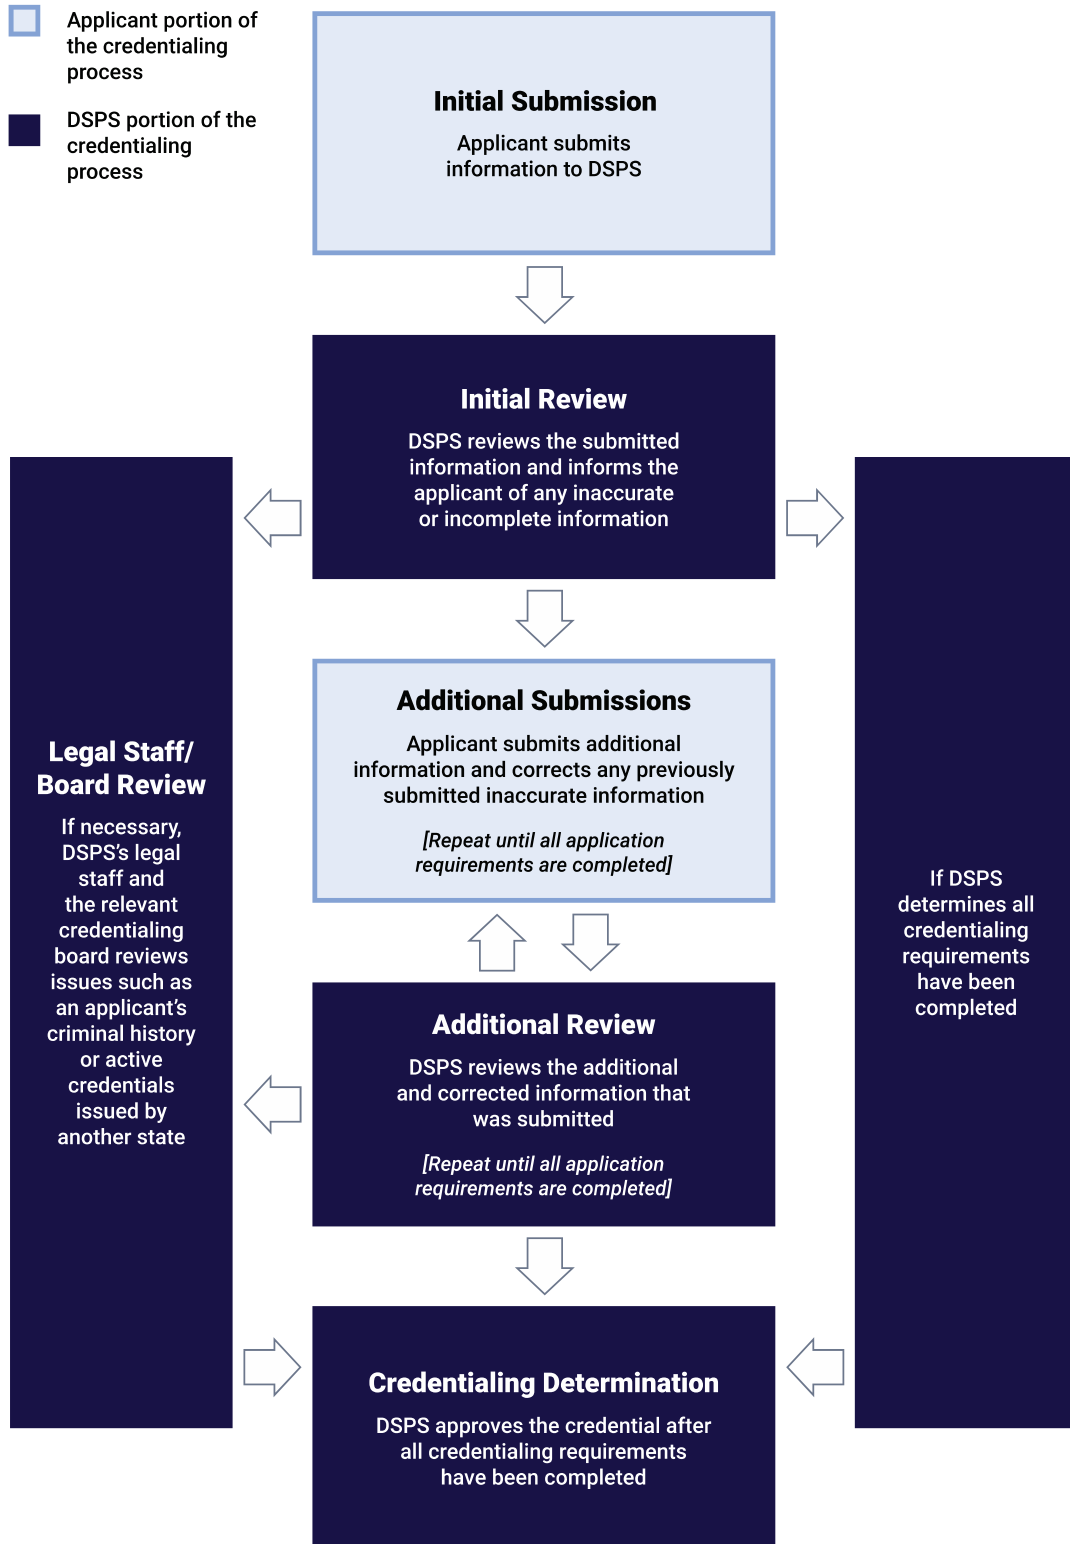 Applicant portion of
the credentialing
process
DSPS portion of the
credentialing
process
Initial Submission
Applicant submits
information to DSPS
Initial Review
DSPS reviews the submitted
information and informs the
applicant of any inaccurate
or incomplete information
Additional Submissions
Applicant submits additional
information and corrects any previously
submitted inaccurate information
[Repeat until all application
requirements are completed]
Legal Staff/
Board Review
If necessary,
DSPS’s legal
staff and
the relevant
credentialing
board reviews
issues such as
an applicant’s
criminal history
or active
credentials
issued by
another state
If DSPS
determines all
credentialing
requirements
have been
completed
Additional Review
DSPS reviews the additional
and corrected information that
was submitted
[Repeat until all application
requirements are completed]
Credentialing Determination
DSPS approves the credential after
all credentialing requirements
have been completed